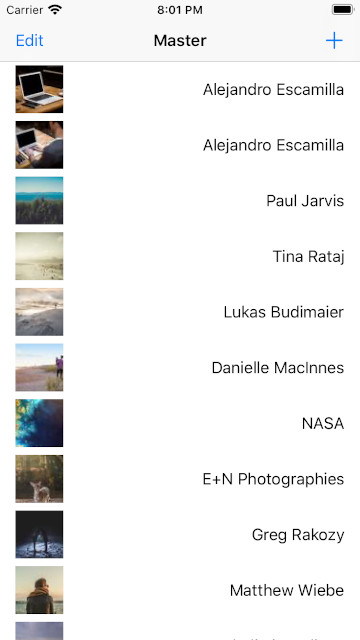 Carrier 8:01 PM
Edit Master +
Alejandro Escamilla
Alejandro Escamilla
Paul Jarvis
Tina Rataj
Lukas Budimaier
Danielle MacInnes
NASA
E+N Photographies
Greg Rakozy
Matthew Wiebe